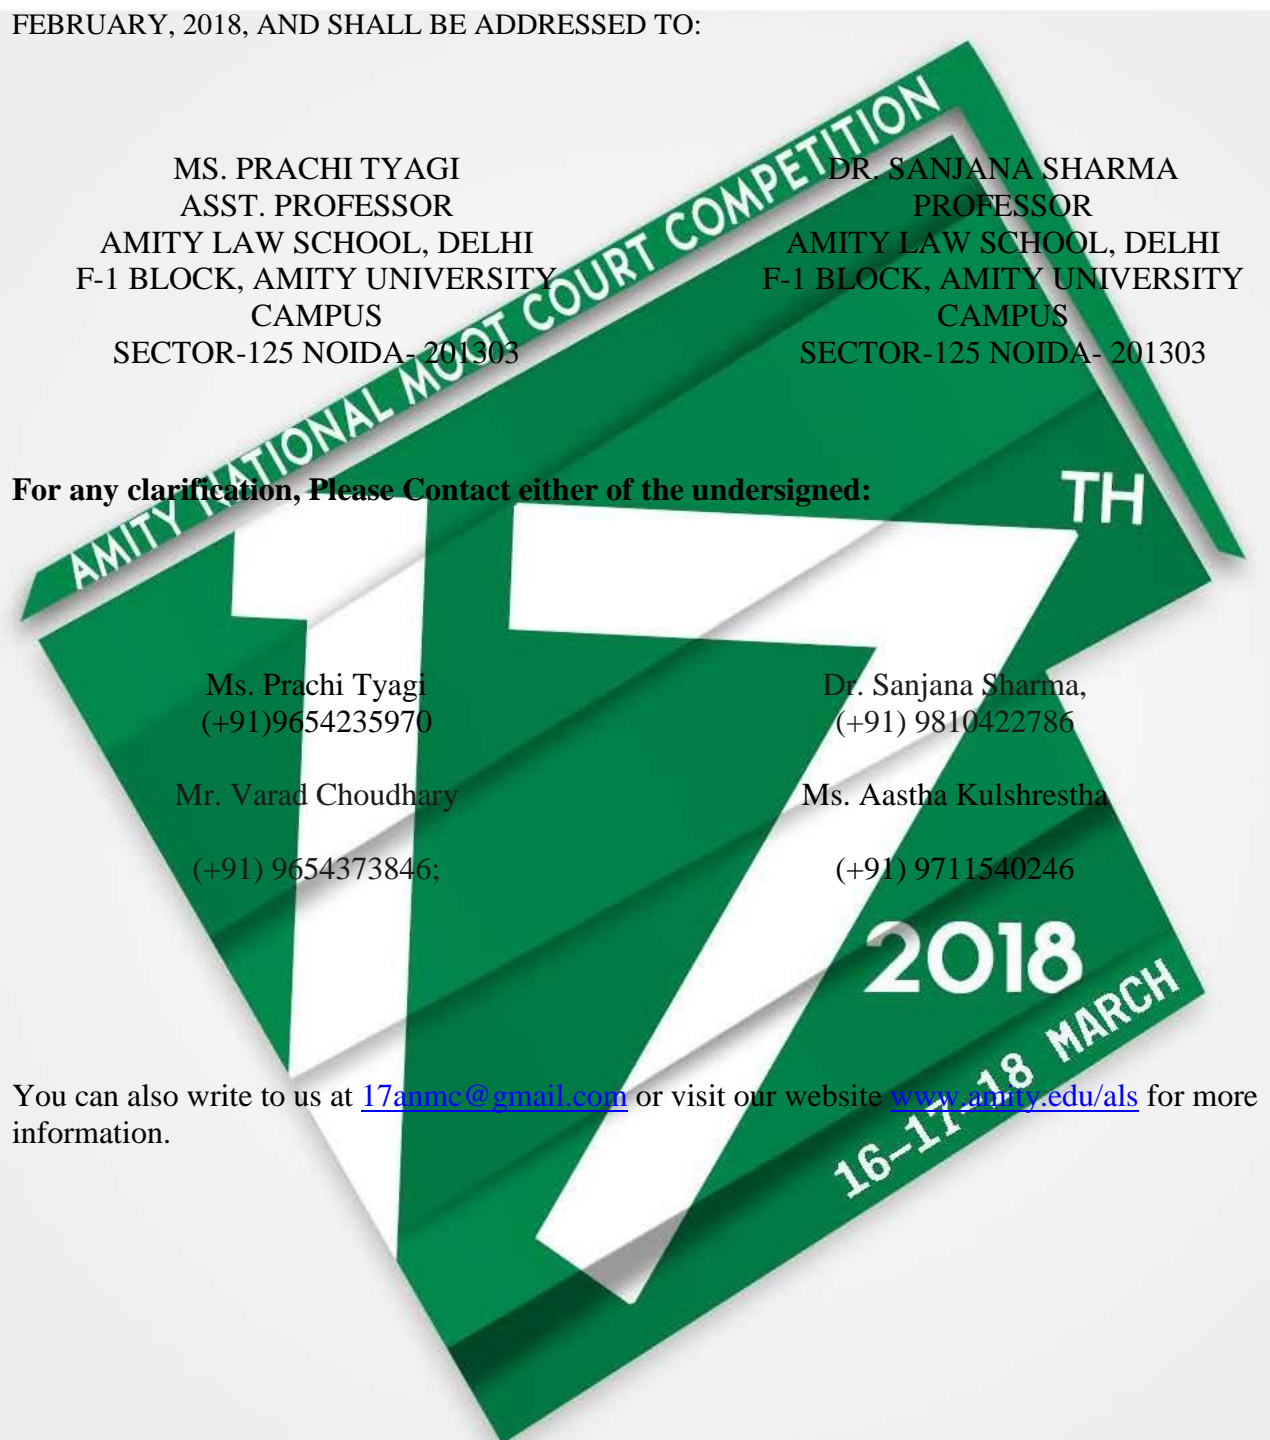 FEBRUARY, 2018, AND SHALL BE ADDRESSED TO:
MS. PRACHI TYAGI
ASST. PROFESSOR
AMITY LAW SCHOOL, DELHI
F-1 BLOCK, AMITY UNIVERSITY
CAMPUS
SECTOR-125 NOIDA- 201303
DR. SANJANA SHARMA
PROFESSOR
AMITY LAW SCHOOL, DELHI
F-1 BLOCK, AMITY UNIVERSITY
CAMPUS
SECTOR-125 NOIDA- 201303
AMITY NATIONAL MOOT COURT COMPETITION
For any clarification, Please Contact either of the undersigned:
17TH
Ms. Prachi Tyagi
(+91)9654235970
Dr. Sanjana Sharma,
(+91) 9810422786
Mr. Varad Choudhary
(+91) 9654373846;
Ms. Aastha Kulshrestha
(+91) 9711540246
2018
16-17-18 MARCH
You can also write to us at 17anmc@gmail.com or visit our website www.amity.edu/als for more
information.